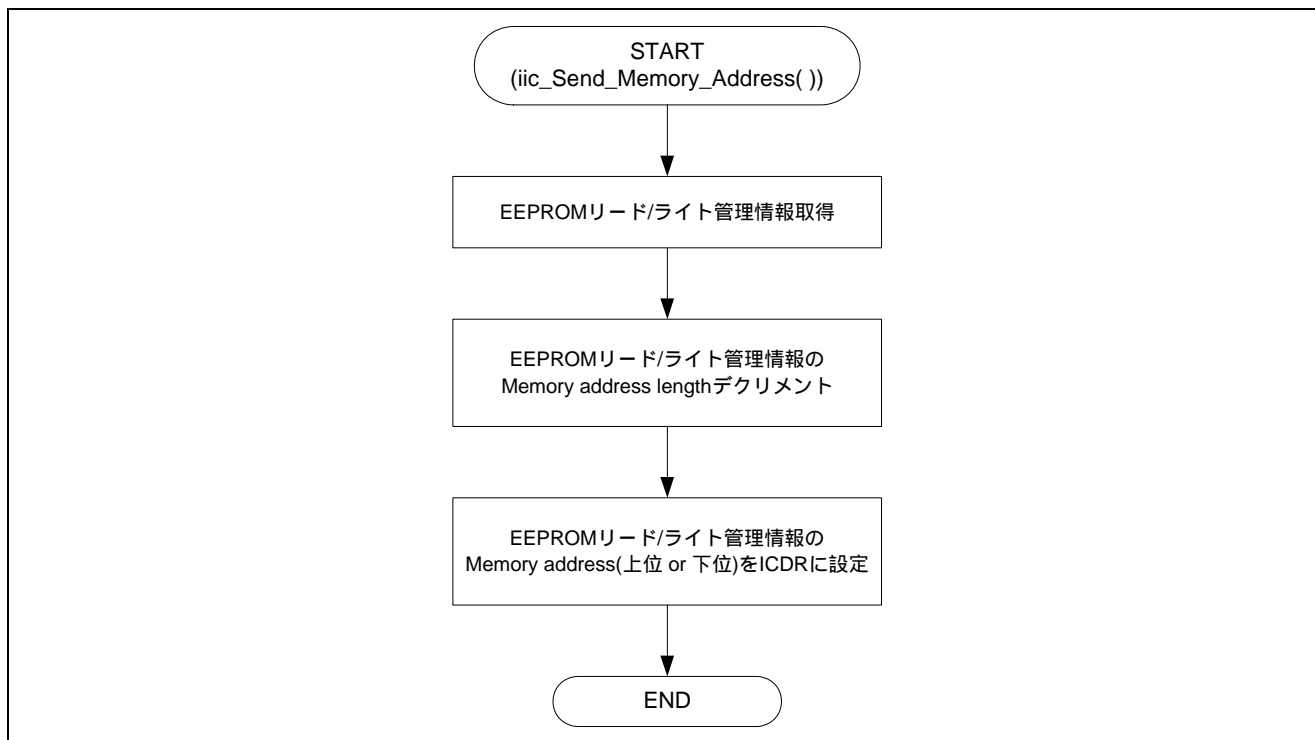 START
(iic_Send_Memory_Address( ))
EEPROMリード/ライト管理情報取得
EEPROMリード/ライト管理情報の
Memory address lengthデクリメント
EEPROMリード/ライト管理情報の
Memory address(上位 or 下位)をICDRに設定
END